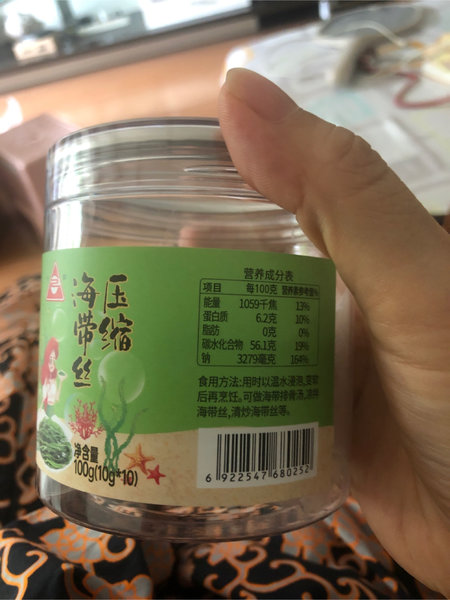 压缩
海带丝
净含量
100g(10g*10)
营养成分表
项目 每100克 营养素参考值%
能量 1059千焦 13%
蛋白质 6.2克 10%
脂肪 0克 0%
碳水化合物 56.1克 19%
钠 3279毫克 164%
食用方法:用时以温水浸泡,变软
后再烹饪。可做海带排骨汤,凉拌
海带丝,清炒海带丝等。
6 922547 680252